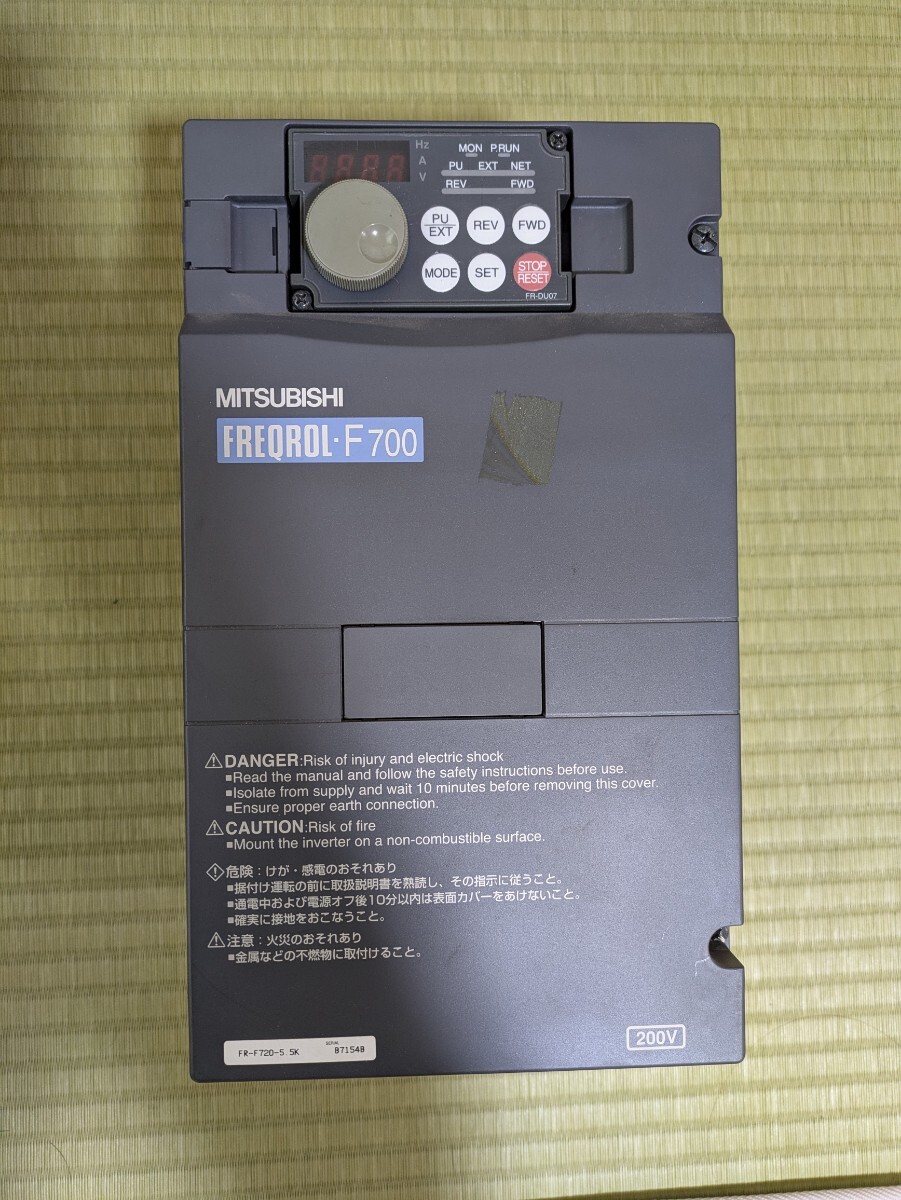 Hz
A
V
MON P.RUN
PU EXT NET
REV FWD
PU
EXT
REV
FWD
MODE
SET
STOP
RESET
FR-DU07
MITSUBISHI
FREQROL-F700
⚠DANGER:Risk of injury and electric shock
■Read the manual and follow the safety instructions before use.
■Isolate from supply and wait 10 minutes before removing this cover.
■Ensure proper earth connection.
⚠CAUTION:Risk of fire
■Mount the inverter on a non-combustible surface.
危険：けが・感電のおそれあり
■据付け運転の前に取扱説明書を熟読し、その指示に従うこと。
■通電中および電源オフ後10分以内は表面カバーをあけないこと。
■確実に接地をおこなうこと。
⚠注意：火災のおそれあり
■金属などの不燃物に取付けること。
FR-F720-5.5K SERIAL B7154B
200V